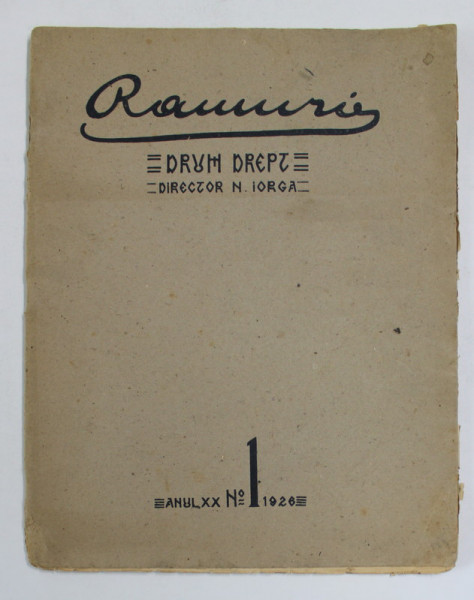 Ramuri
DRUM DREPT
DIRECTOR N. IORGA
ANUL XX No 1 1926